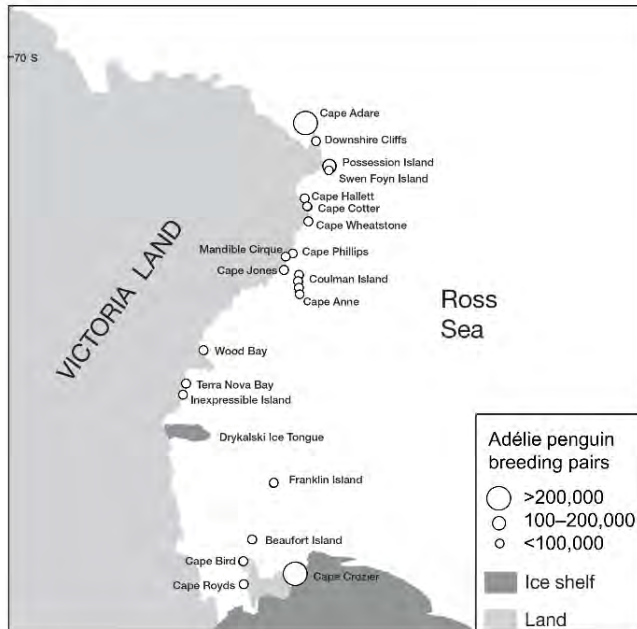 70 S
Cape Adare
Downshire Cliffs
Possession Island
Swen Foyn Island
Cape Hallett
Cape Cotter
Cape Wheatstone
Mandible Cirque
Cape Phillips
Cape Jones
Coulman Island
Cape Anne
VICTORIA LAND
Ross
Sea
Wood Bay
Terra Nova Bay
Inexpressible Island
Drykalski Ice Tongue
Franklin Island
Beaufort Island
Cape Bird
Cape Royds
Cape Crozier
Adélie penguin
breeding pairs
>200,000
100–200,000
<100,000
Ice shelf
Land